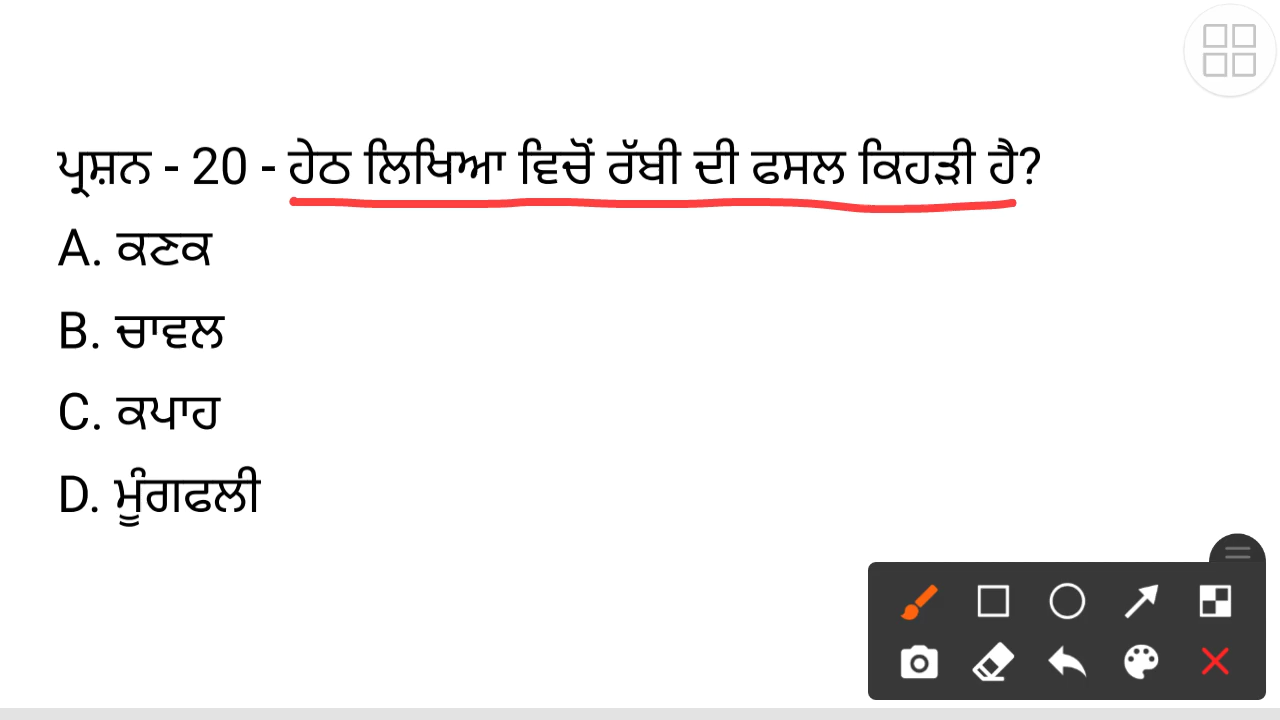 ਪ੍ਰਸ਼ਨ - 20 - ਹੇਠ ਲਿਖਿਆ ਵਿਚੋਂ ਰੱਬੀ ਦੀ ਫਸਲ ਕਿਹੜੀ ਹੈ?
A. ਕਣਕ
B. ਚਾਵਲ
C. ਕਪਾਹ
D. ਮੂੰਗਫਲੀ